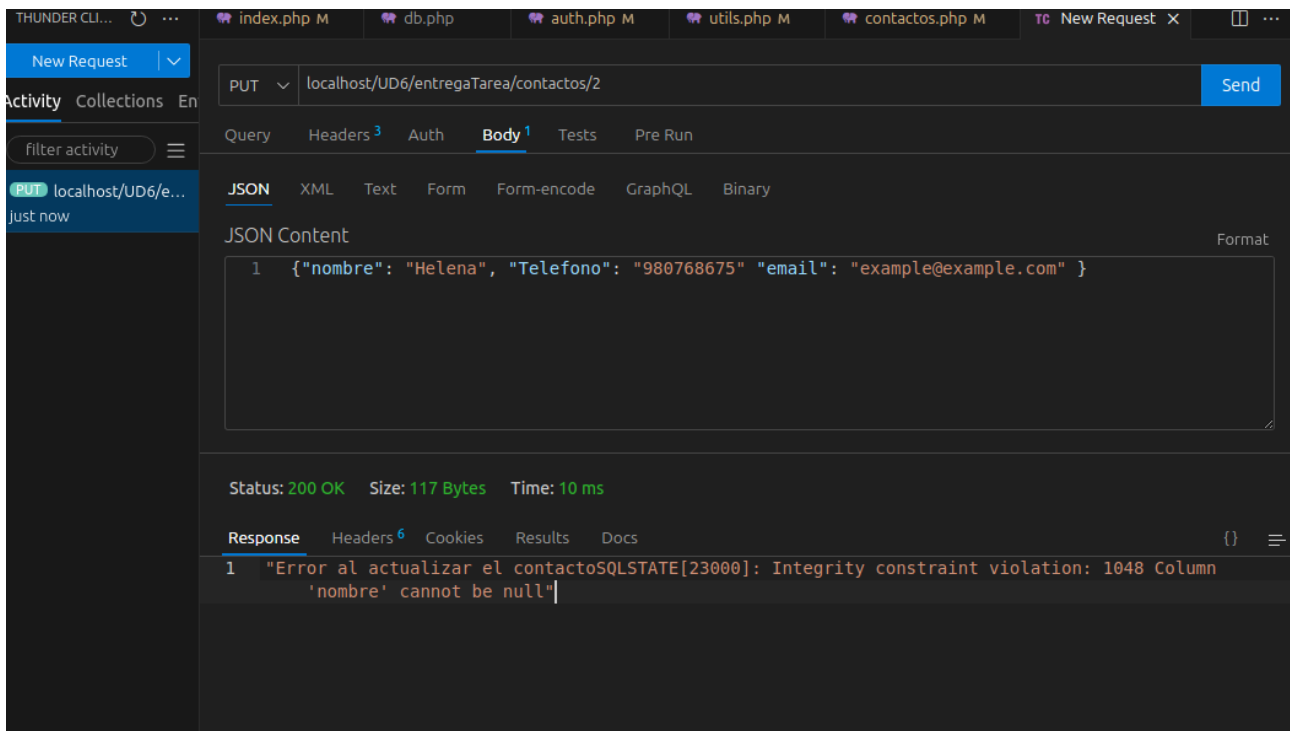 THUNDER CLI... ...
index.php M db.php auth.php M utils.php M contactos.php M TC New Request ...
New Request
PUT localhost/UD6/entregaTarea/contactos/2 Send
Activity Collections En
Query Headers 3 Auth Body 1 Tests Pre Run
filter activity
PUT localhost/UD6/e...
just now
JSON XML Text Form Form-encode GraphQL Binary
JSON Content Format
1 {"nombre": "Helena", "Telefono": "980768675" "email": "example@example.com" }
Status: 200 OK Size: 117 Bytes Time: 10 ms
Response Headers 6 Cookies Results Docs {}
1 "Error al actualizar el contactoSQLSTATE[23000]: Integrity constraint violation: 1048 Column
'nombre' cannot be null"